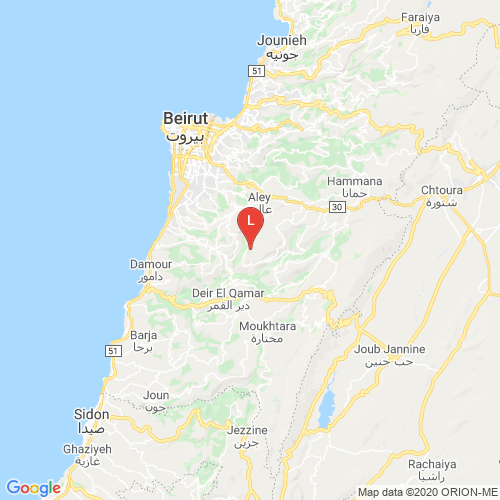 Faraiya
فاريا
Jounieh
جونيه
51
Beirut
بيروت
Hammana
حمانا
Aley
عاليه
Chtoura
شتورة
30
L
Damour
دامور
Deir El Qamar
دير القمر
Moukhtara
مختارة
Barja
برجا
51
Joub Jannine
جب جنين
Joun
جون
Sidon
صيدا
Jezzine
جزين
Ghaziyeh
غازية
Rachaiya
راشيا
Google
Map data ©2020 ORION-ME